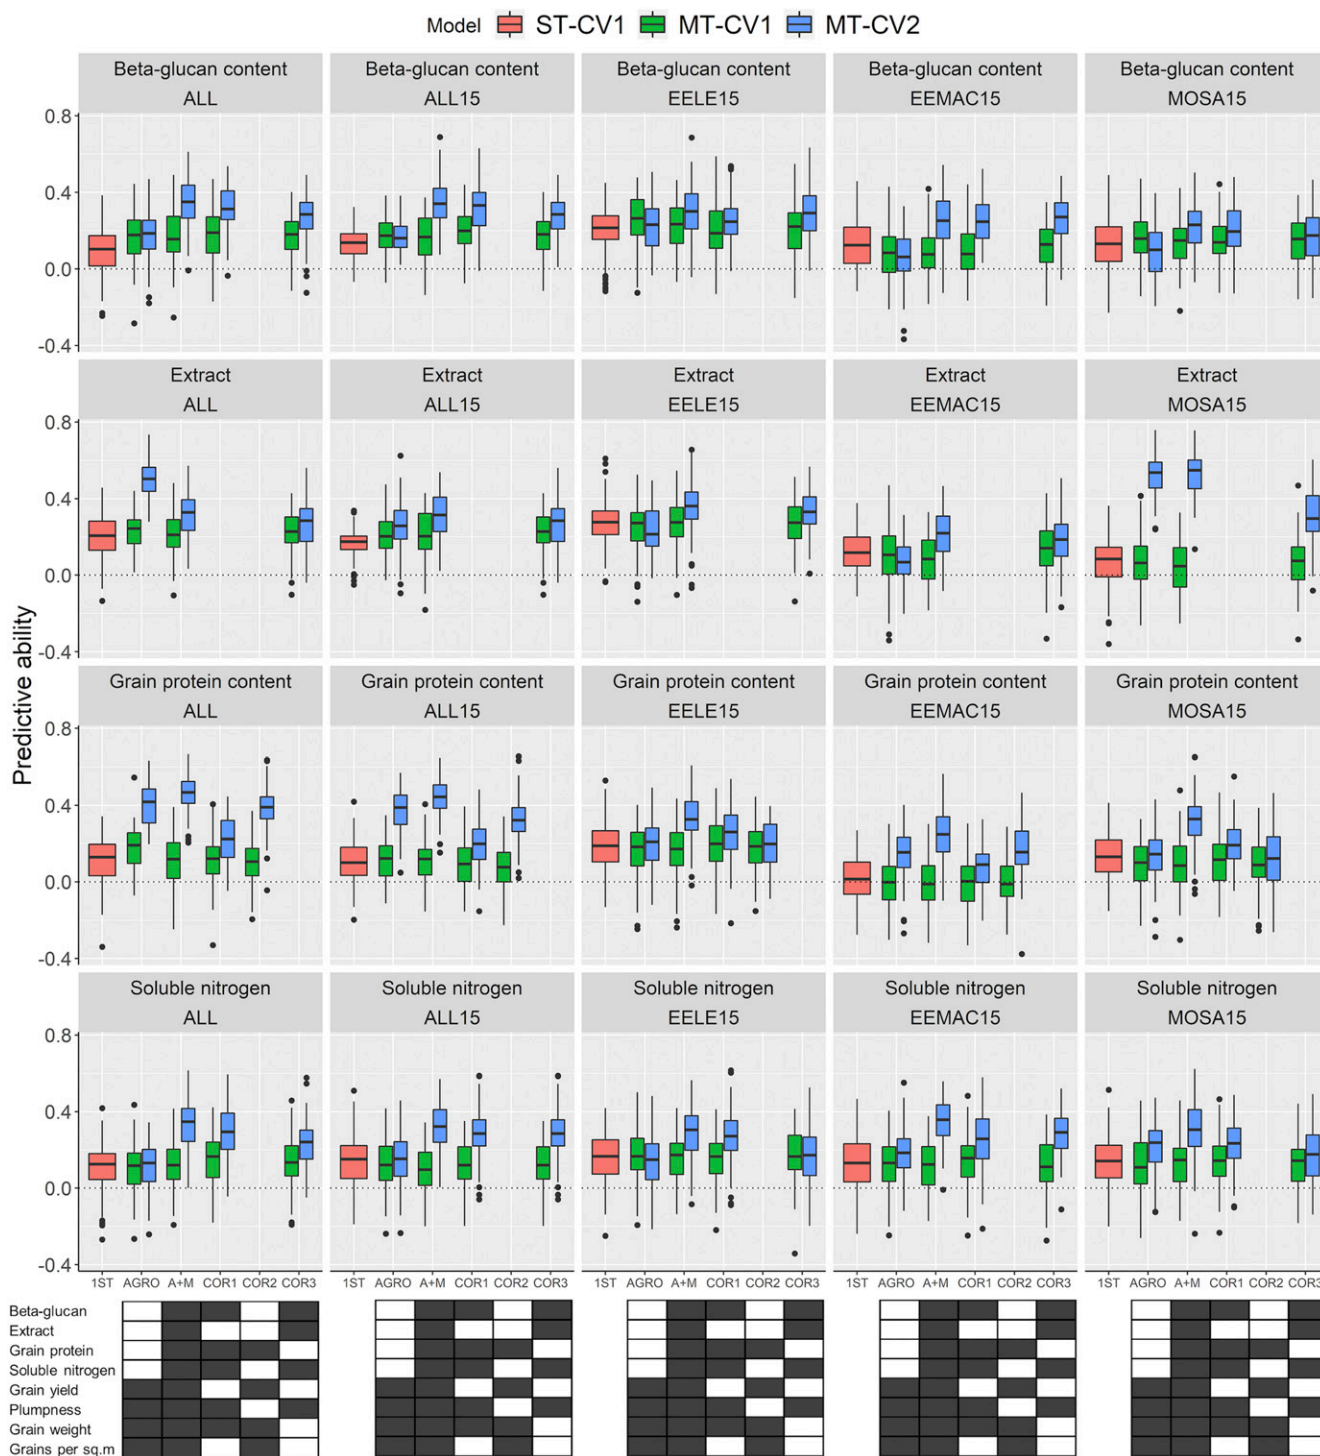 Model ST-CV1 MT-CV1 MT-CV2
Beta-glucan content Beta-glucan content Beta-glucan content Beta-glucan content Beta-glucan content
ALL ALL15 EELE15 EEMAC15 MOSA15
0.8
0.4
0.0
-0.4
Extract Extract Extract Extract Extract
ALL ALL15 EELE15 EEMAC15 MOSA15
0.8
0.4
0.0
-0.4
Predictive ability
Grain protein content Grain protein content Grain protein content Grain protein content Grain protein content
ALL ALL15 EELE15 EEMAC15 MOSA15
0.8
0.4
0.0
-0.4
Soluble nitrogen Soluble nitrogen Soluble nitrogen Soluble nitrogen Soluble nitrogen
ALL ALL15 EELE15 EEMAC15 MOSA15
0.8
0.4
0.0
-0.4
1ST AGRO A+M COR1 COR2 COR3 1ST AGRO A+M COR1 COR2 COR3 1ST AGRO A+M COR1 COR2 COR3 1ST AGRO A+M COR1 COR2 COR3 1ST AGRO A+M COR1 COR2 COR3
Beta-glucan
Extract
Grain protein
Soluble nitrogen
Grain yield
Plumpness
Grain weight
Grains per sq.m